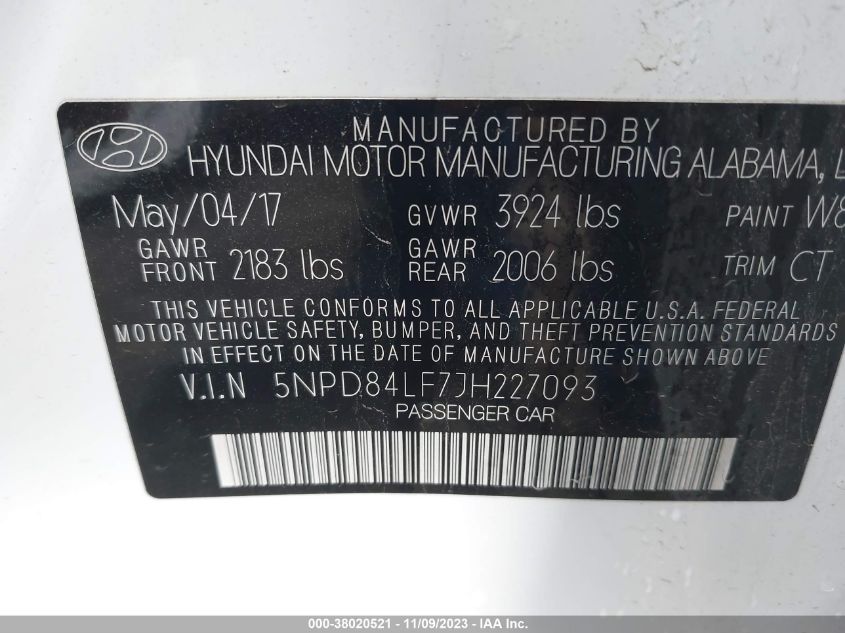 MANUFACTURED BY
HYUNDAI MOTOR MANUFACTURING ALABAMA, L
May/04/17 GVWR 3924 lbs PAINT W8
GAWR FRONT 2183 lbs GAWR REAR 2006 lbs TRIM CT
THIS VEHICLE CONFORMS TO ALL APPLICABLE U.S.A. FEDERAL
MOTOR VEHICLE SAFETY, BUMPER, AND THEFT PREVENTION STANDARDS
IN EFFECT ON THE DATE OF MANUFACTURE SHOWN ABOVE
V.I.N 5NPD84LF7JH227093
PASSENGER CAR
000-38020521 - 11/09/2023 - IAA Inc.